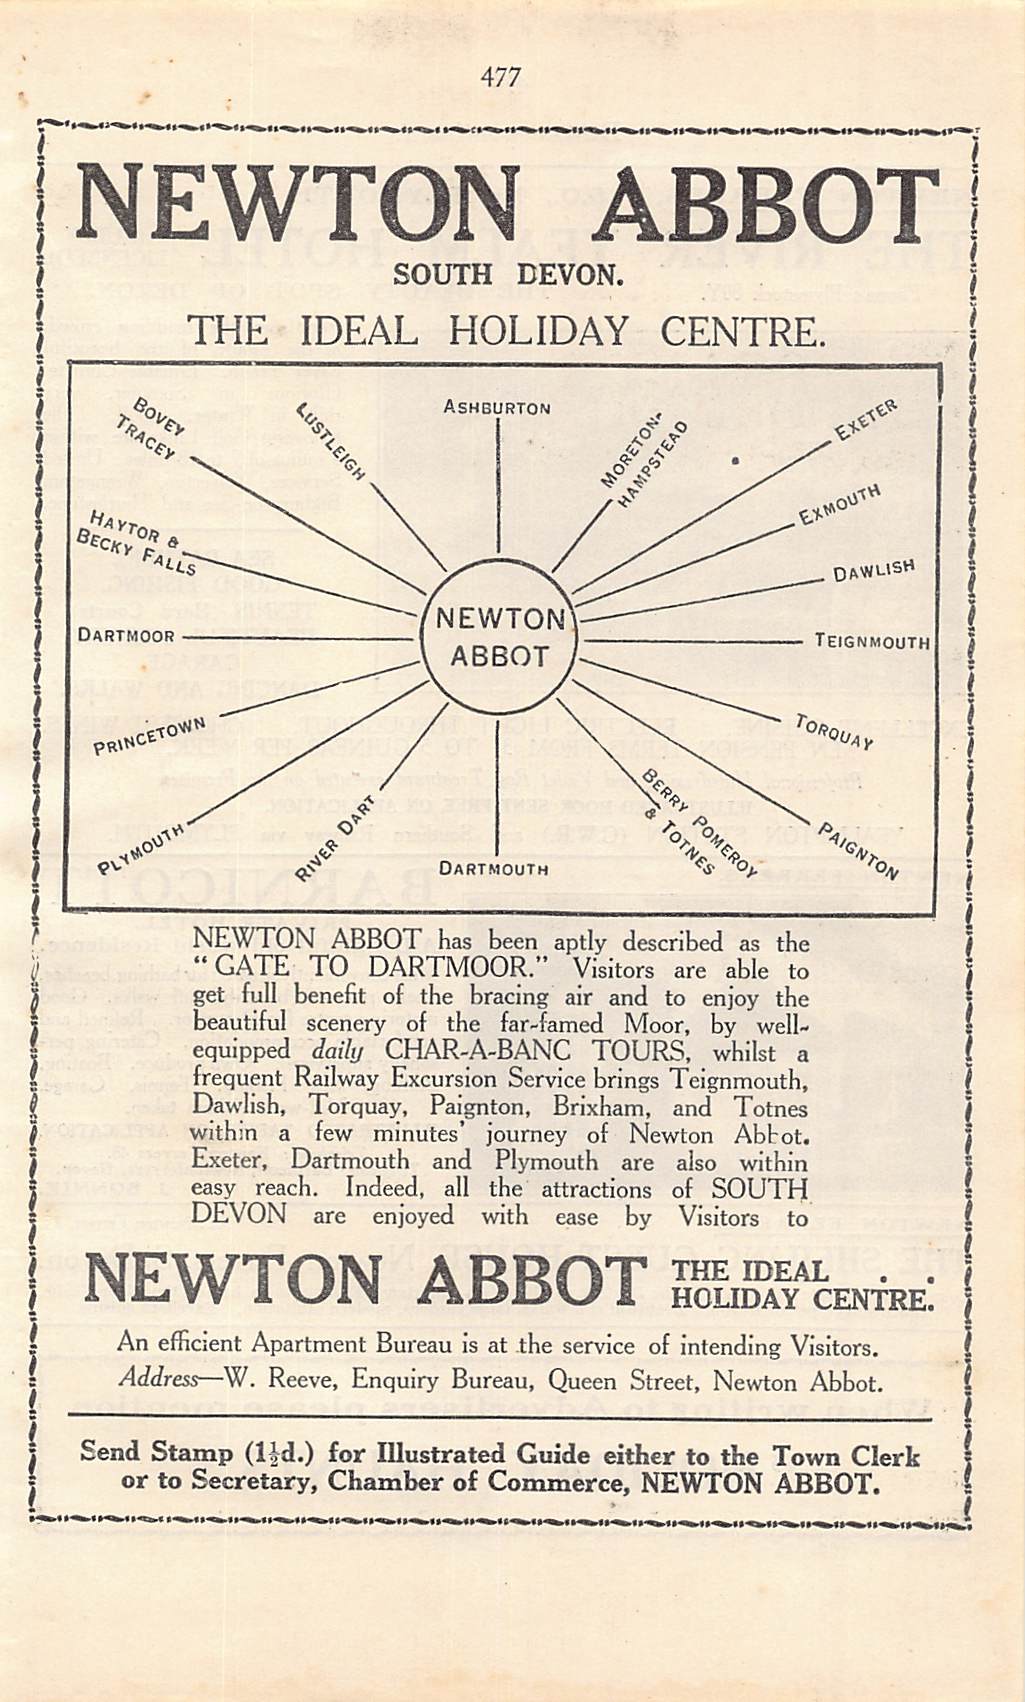 477
NEWTON ABBOT
SOUTH DEVON.
THE IDEAL HOLIDAY CENTRE.
BOVEY
TRACEY
LUSTLEIGH
ASHBURTON
MORETON-
HAMPSTEAD
EXETER
EXMOUTH
HAYTOR &
BECKY FALLS
DAWLISH
NEWTON
ABBOT
DARTMOOR
TEIGNMOUTH
PRINCETOWN
TORQUAY
PLYMOUTH
RIVER DART
DARTMOUTH
BERRY POMEROY
& TOTNES
PAIGNTON
NEWTON ABBOT has been aptly described as the
“GATE TO DARTMOOR.” Visitors are able to
get full benefit of the bracing air and to enjoy the
beautiful scenery of the far-famed Moor, by well-
equipped daily CHAR-A-BANC TOURS, whilst a
frequent Railway Excursion Service brings Teignmouth,
Dawlish, Torquay, Paignton, Brixham, and Totnes
within a few minutes’ journey of Newton Abbot.
Exeter, Dartmouth and Plymouth are also within
easy reach. Indeed, all the attractions of SOUTH
DEVON are enjoyed with ease by Visitors to
NEWTON ABBOT THE IDEAL . .
HOLIDAY CENTRE.
An efficient Apartment Bureau is at the service of intending Visitors.
Address—W. Reeve, Enquiry Bureau, Queen Street, Newton Abbot.
Send Stamp (1½d.) for Illustrated Guide either to the Town Clerk
or to Secretary, Chamber of Commerce, NEWTON ABBOT.